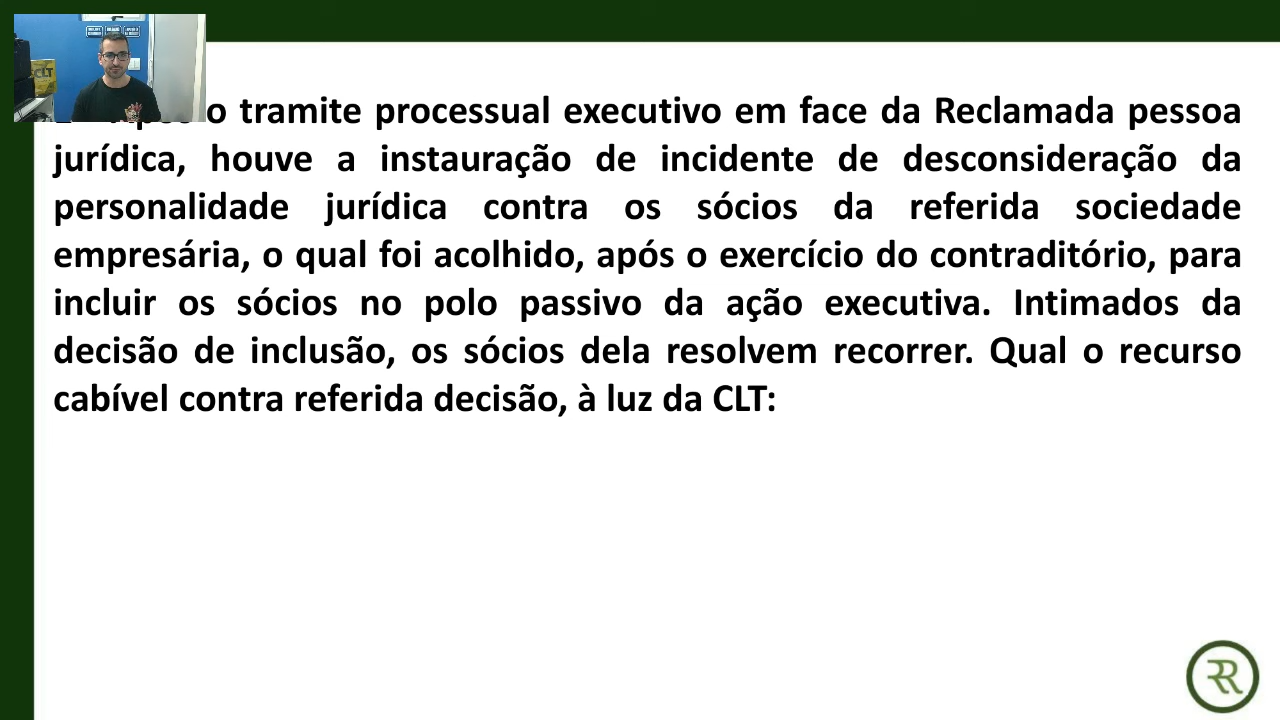 CLT
o tramite processual executivo em face da Reclamada pessoa
jurídica, houve a instauração de incidente de desconsideração da
personalidade jurídica contra os sócios da referida sociedade
empresária, o qual foi acolhido, após o exercício do contraditório, para
incluir os sócios no polo passivo da ação executiva. Intimados da
decisão de inclusão, os sócios dela resolvem recorrer. Qual o recurso
cabível contra referida decisão, à luz da CLT: